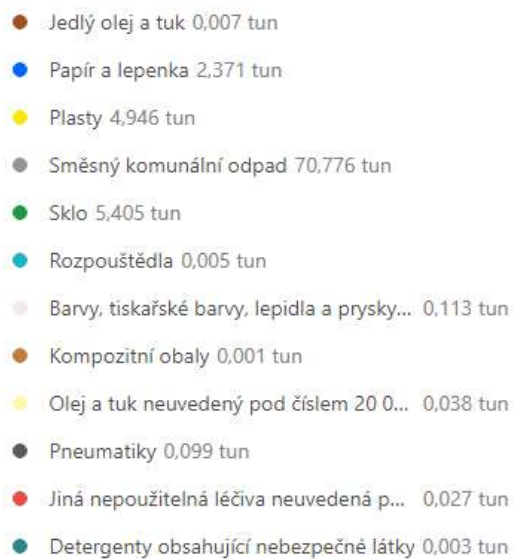 Jedlý olej a tuk 0,007 tun
Papír a lepenka 2,371 tun
Plasty 4,946 tun
Směsný komunální odpad 70,776 tun
Sklo 5,405 tun
Rozpouštědla 0,005 tun
Barvy, tiskařské barvy, lepidla a prysky... 0,113 tun
Kompozitní obaly 0,001 tun
Olej a tuk neuvedený pod číslem 20 0... 0,038 tun
Pneumatiky 0,099 tun
Jiná nepoužitelná léčiva neuvedená p... 0,027 tun
Detergenty obsahující nebezpečné látky 0,003 tun